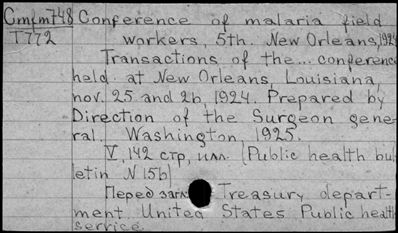 Cmfm748 Conference of malaria field
T772 workers, 5th. New Orleans, 1924
Transactions of the... conference
held at New Orleans, Louisiana,
nov. 25 and 26, 1924. Prepared by
Direction of the Surgeon gene-
ral. Washington, 1925.
V, 142 стр., илл. (Public health bul
letin N 156)
Перед загл. Treasury depart-
ment. United States Public health
service.